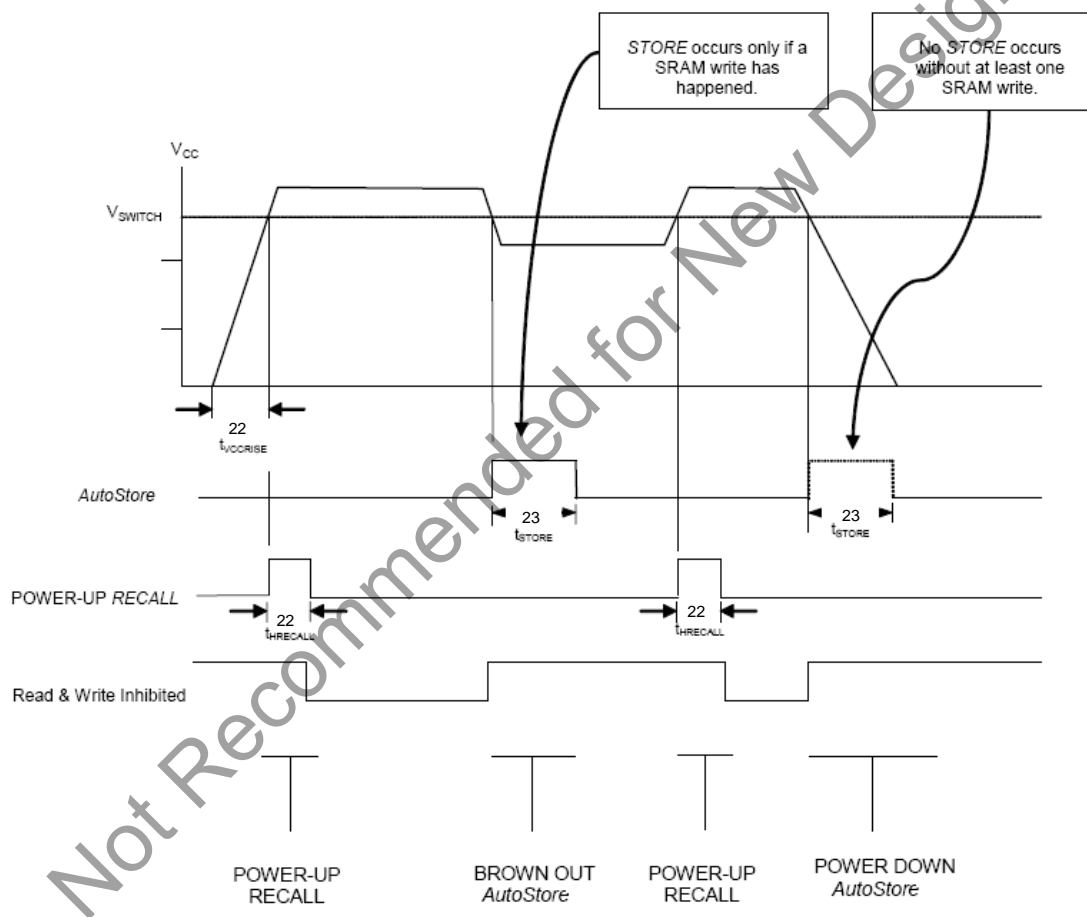 STORE occurs only if a
SRAM write has
happened.
No STORE occurs
without at least one
SRAM write.
Not Recommended for New Design
VCC
VSWITCH
22
tVCCRISE
AutoStore
23
tSTORE
23
tSTORE
POWER-UP RECALL
22
tHRECALL
22
tHRECALL
Read & Write Inhibited
POWER-UP
RECALL
BROWN OUT
AutoStore
POWER-UP
RECALL
POWER DOWN
AutoStore